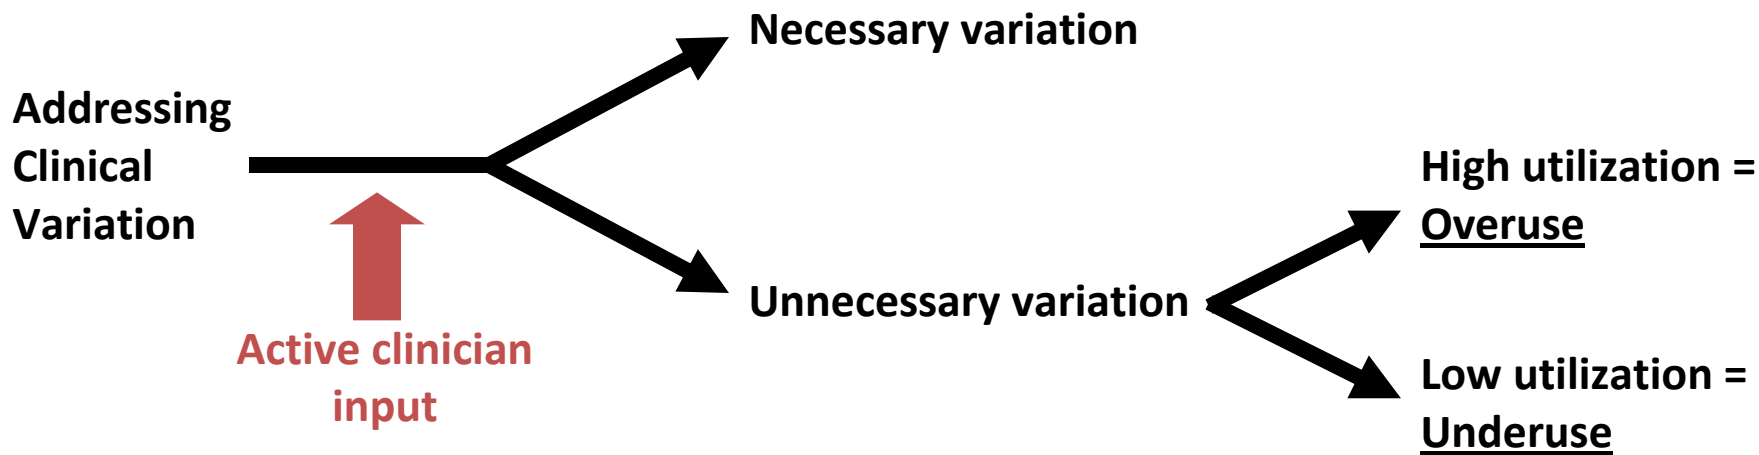 Addressing
Clinical
Variation
Active clinician
input
Necessary variation
Unnecessary variation
High utilization =
Overuse
Low utilization =
Underuse